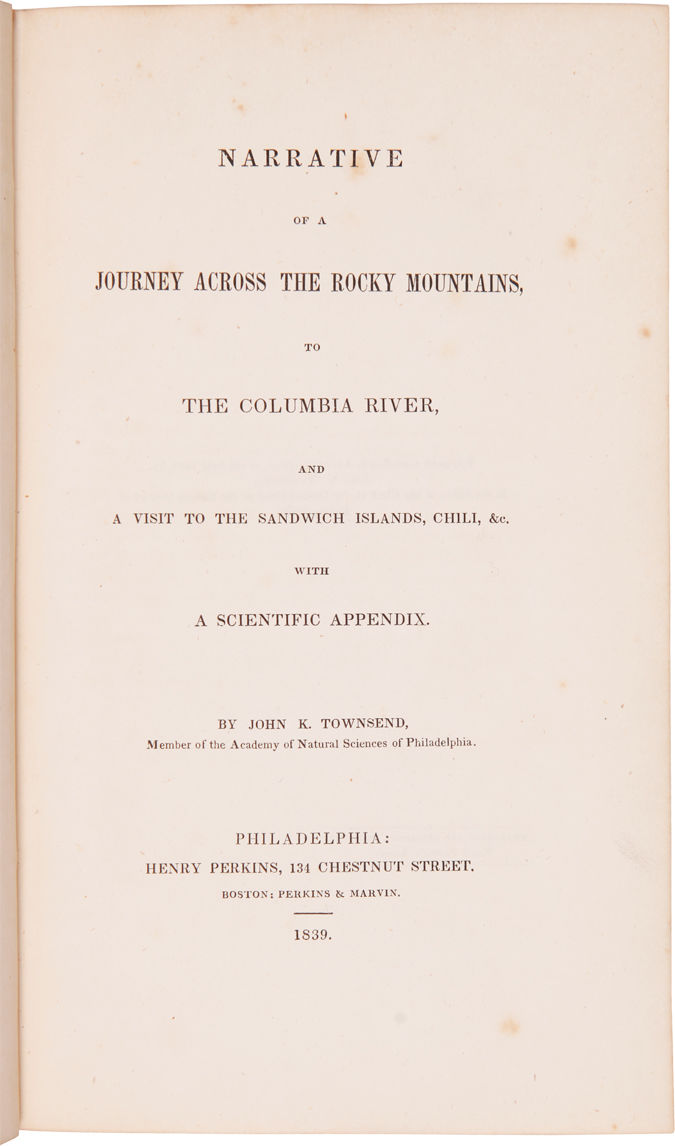 NARRATIVE
OF A
JOURNEY ACROSS THE ROCKY MOUNTAINS,
TO
THE COLUMBIA RIVER,
AND
A VISIT TO THE SANDWICH ISLANDS, CHILI, &c.
WITH
A SCIENTIFIC APPENDIX.
BY JOHN K. TOWNSEND,
Member of the Academy of Natural Sciences of Philadelphia.
PHILADELPHIA:
HENRY PERKINS, 134 CHESTNUT STREET.
BOSTON: PERKINS & MARVIN.
1839.